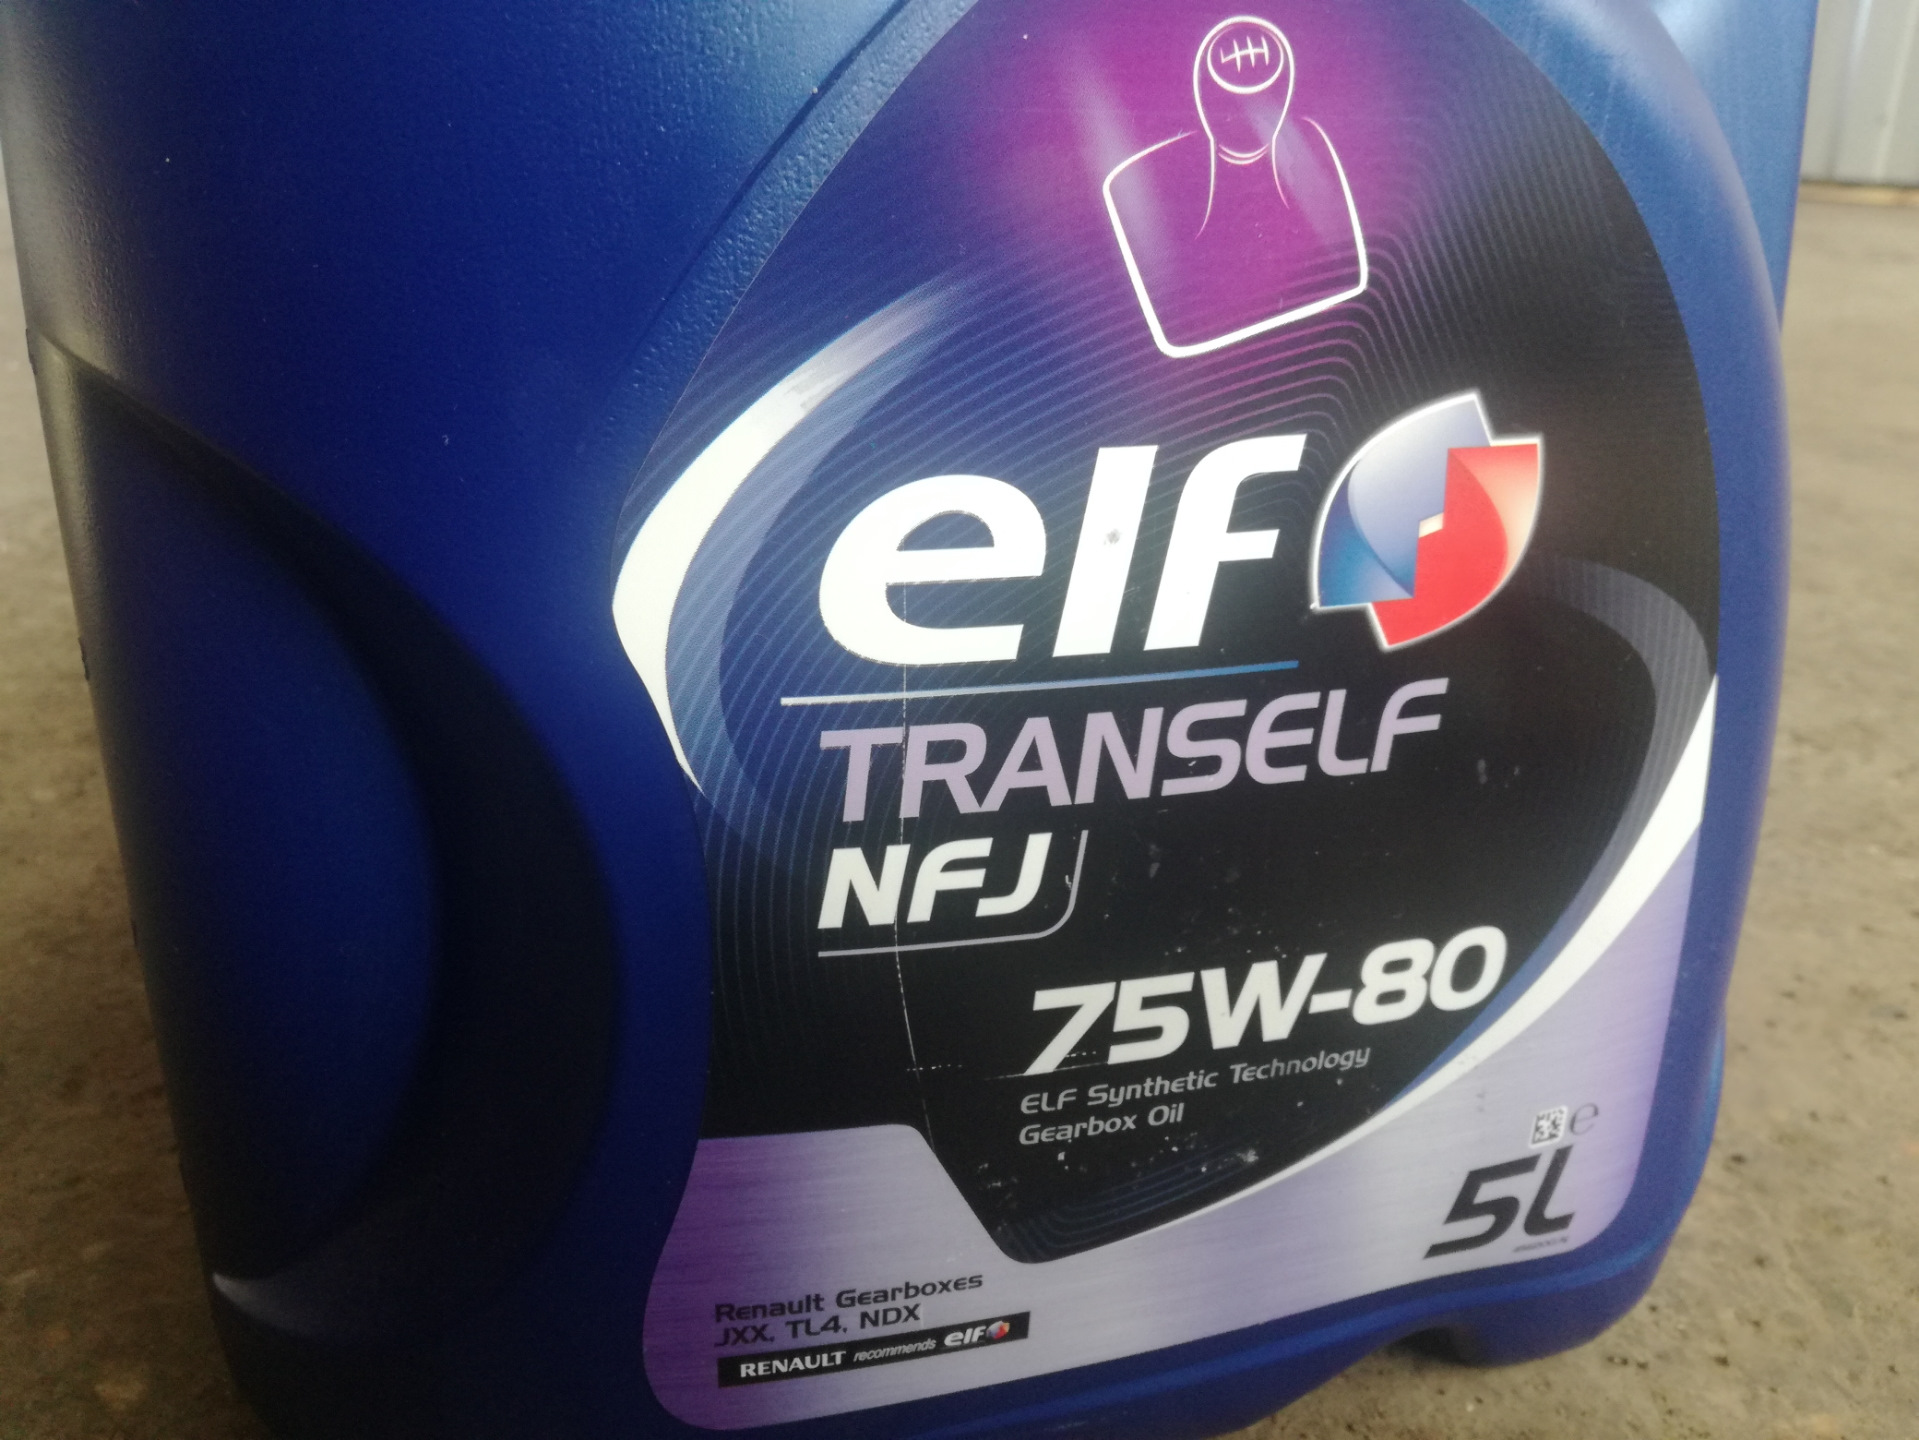 elf
TRANSELF
NFJ
75W-80
ELF Synthetic Technology
Gearbox Oil
e
5L
Renault Gearboxes
JXX, TL4, NDX
RENAULT recommends elf